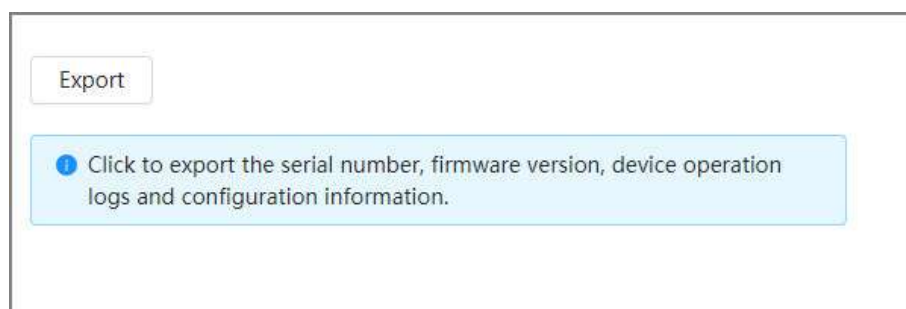 Export
Click to export the serial number, firmware version, device operation
logs and configuration information.